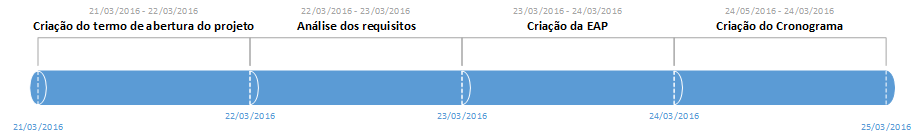 21/03/2016 - 22/03/2016
Criação do termo de abertura do projeto
22/03/2016 - 23/03/2016
Análise dos requisitos
23/03/2016 - 24/03/2016
Criação da EAP
24/05/2016 - 24/03/2016
Criação do Cronograma
21/03/2016
22/03/2016
23/03/2016
24/03/2016
25/03/2016